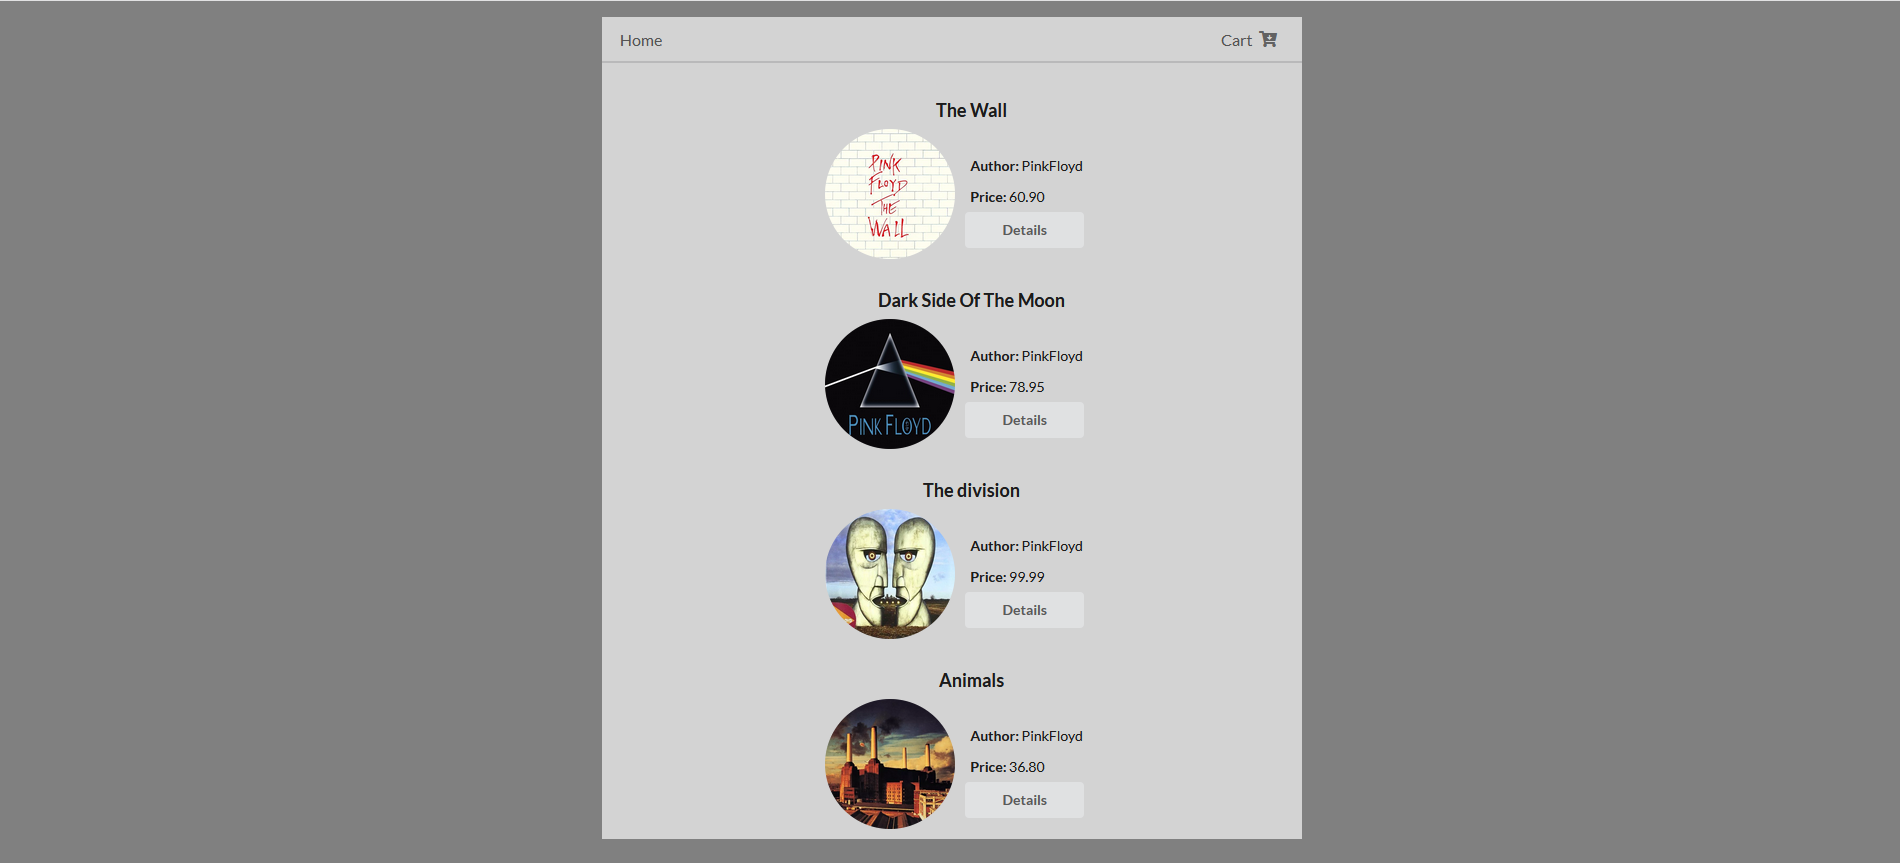 Home
Cart
The Wall
PINK
FLOYD
THE
WALL
Author: PinkFloyd
Price: 60.90
Details
Dark Side Of The Moon
PINK FLOYD
Author: PinkFloyd
Price: 78.95
Details
The division
Author: PinkFloyd
Price: 99.99
Details
Animals
Author: PinkFloyd
Price: 36.80
Details